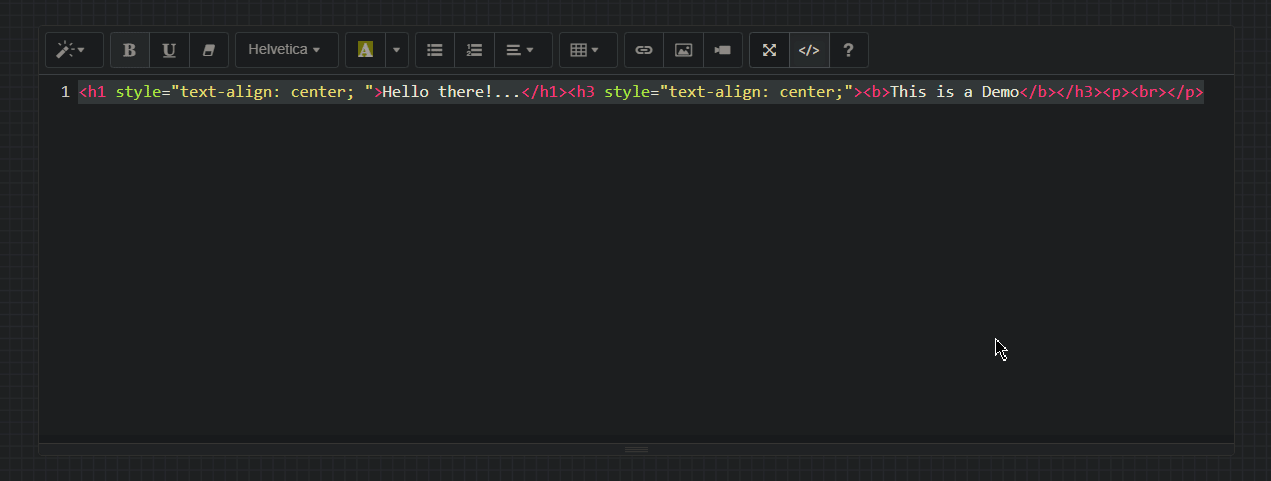 B U Helvetica A </> ?
1 <h1 style="text-align: center; ">Hello there!...</h1><h3 style="text-align: center;"><b>This is a Demo</b></h3><p><br></p>